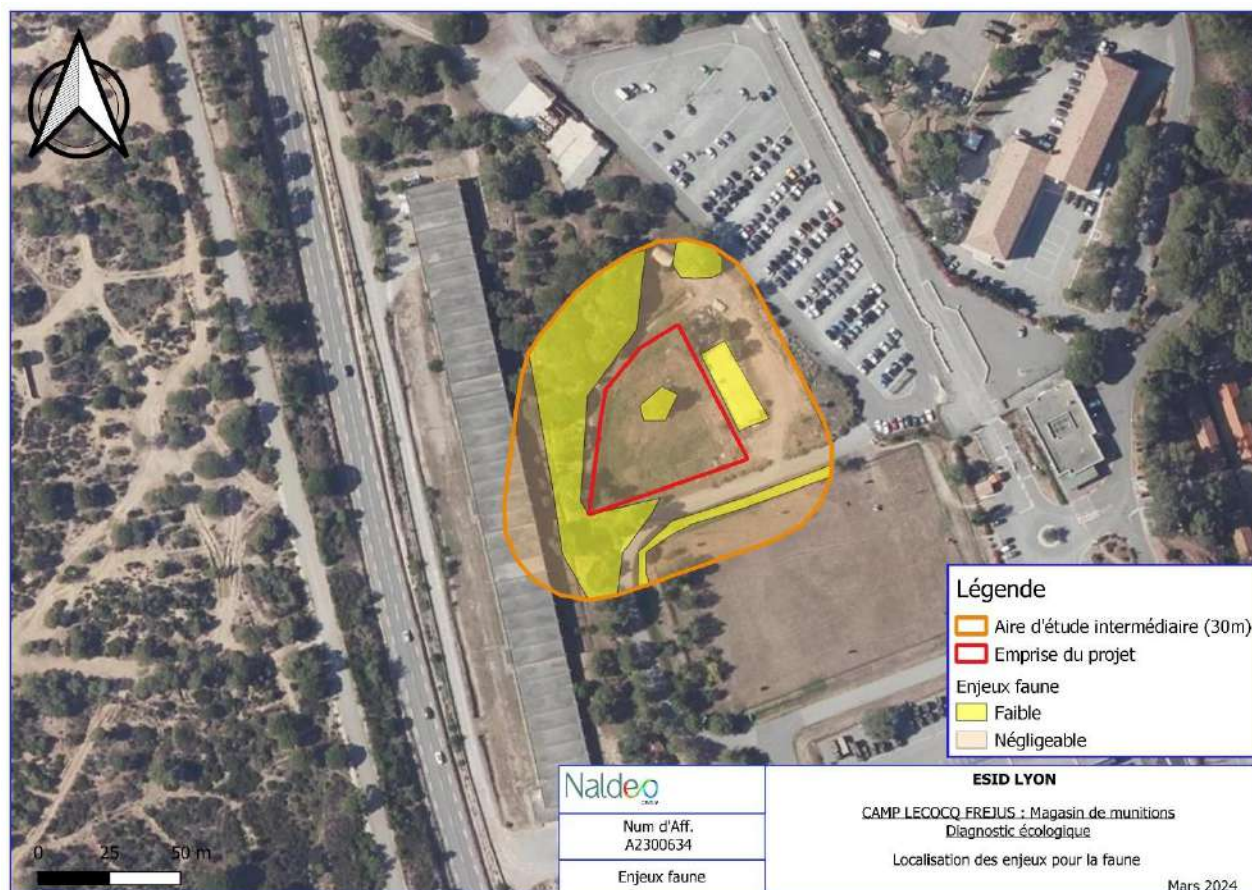 Légende
Aire d'étude intermédiaire (30m)
Emprise du projet
Enjeux faune
Faible
Négligeable
0 25 50 m
Naldeo
Num d'Aff.
A2300634
Enjeux faune
ESID LYON
CAMP LECOCQ FREJUS : Magasin de munitions
Diagnostic écologique
Localisation des enjeux pour la faune
Mars 2024